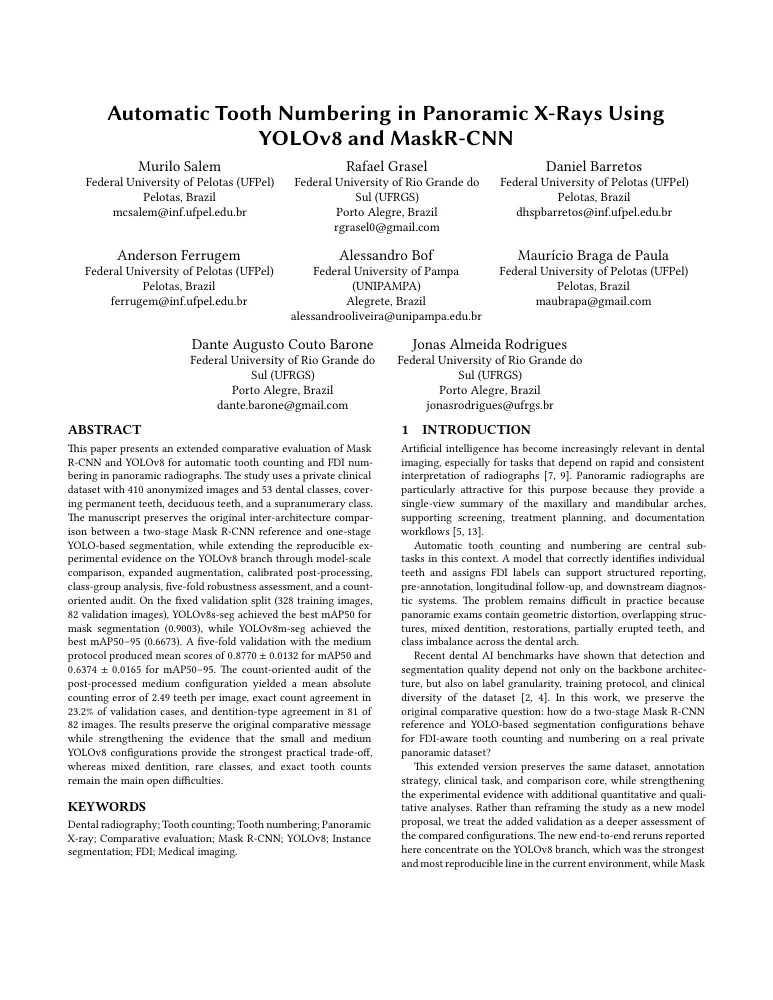 Automatic Tooth Numbering in Panoramic X-Rays Using
YOLOv8 and MaskR-CNN
Murilo Salem
Federal University of Pelotas (UFPel)
Pelotas, Brazil
mcsalem@inf.ufpel.edu.br
Rafael Grasel
Federal University of Rio Grande do
Sul (UFRGS)
Porto Alegre, Brazil
rgrasel0@gmail.com
Daniel Barretos
Federal University of Pelotas (UFPel)
Pelotas, Brazil
dhspbarretos@inf.ufpel.edu.br
Anderson Ferrugem
Federal University of Pelotas (UFPel)
Pelotas, Brazil
ferrugem@inf.ufpel.edu.br
Alessandro Bof
Federal University of Pampa
(UNIPAMPA)
Alegrete, Brazil
alessandrooliveira@unipampa.edu.br
Maurício Braga de Paula
Federal University of Pelotas (UFPel)
Pelotas, Brazil
maubrapa@gmail.com
Dante Augusto Couto Barone
Federal University of Rio Grande do
Sul (UFRGS)
Porto Alegre, Brazil
dante.barone@gmail.com
Jonas Almeida Rodrigues
Federal University of Rio Grande do
Sul (UFRGS)
Porto Alegre, Brazil
jonasrodrigues@ufrgs.br
ABSTRACT
This paper presents an extended comparative evaluation of Mask
R-CNN and YOLOv8 for automatic tooth counting and FDI num-
bering in panoramic radiographs. The study uses a private clinical
dataset with 410 anonymized images and 53 dental classes, cover-
ing permanent teeth, deciduous teeth, and a supranumerary class.
The manuscript preserves the original inter-architecture compar-
ison between a two-stage Mask R-CNN reference and one-stage
YOLO-based segmentation, while extending the reproducible ex-
perimental evidence on the YOLOv8 branch through model-scale
comparison, expanded augmentation, calibrated post-processing,
class-group analysis, five-fold robustness assessment, and a count-
oriented audit. On the fixed validation split (328 training images,
82 validation images), YOLOv8s-seg achieved the best mAP50 for
mask segmentation (0.9003), while YOLOv8m-seg achieved the
best mAP50–95 (0.6673). A five-fold validation with the medium
protocol produced mean scores of 0.8770 ± 0.0132 for mAP50 and
0.6374 ± 0.0165 for mAP50–95. The count-oriented audit of the
post-processed medium configuration yielded a mean absolute
counting error of 2.49 teeth per image, exact count agreement in
23.2% of validation cases, and dentition-type agreement in 81 of
82 images. The results preserve the original comparative message
while strengthening the evidence that the small and medium
YOLOv8 configurations provide the strongest practical trade-off,
whereas mixed dentition, rare classes, and exact tooth counts
remain the main open difficulties.
KEYWORDS
Dental radiography; Tooth counting; Tooth numbering; Panoramic
X-ray; Comparative evaluation; Mask R-CNN; YOLOv8; Instance
segmentation; FDI; Medical imaging.
1 INTRODUCTION
Artificial intelligence has become increasingly relevant in dental
imaging, especially for tasks that depend on rapid and consistent
interpretation of radiographs [7, 9]. Panoramic radiographs are
particularly attractive for this purpose because they provide a
single-view summary of the maxillary and mandibular arches,
supporting screening, treatment planning, and documentation
workflows [5, 13].
Automatic tooth counting and numbering are central sub-
tasks in this context. A model that correctly identifies individual
teeth and assigns FDI labels can support structured reporting,
pre-annotation, longitudinal follow-up, and downstream diagnos-
tic systems. The problem remains difficult in practice because
panoramic exams contain geometric distortion, overlapping struc-
tures, mixed dentition, restorations, partially erupted teeth, and
class imbalance across the dental arch.
Recent dental AI benchmarks have shown that detection and
segmentation quality depend not only on the backbone architec-
ture, but also on label granularity, training protocol, and clinical
diversity of the dataset [2, 4]. In this work, we preserve the
original comparative question: how do a two-stage Mask R-CNN
reference and YOLO-based segmentation configurations behave
for FDI-aware tooth counting and numbering on a real private
panoramic dataset?
This extended version preserves the same dataset, annotation
strategy, clinical task, and comparison core, while strengthening
the experimental evidence with additional quantitative and quali-
tative analyses. Rather than reframing the study as a new model
proposal, we treat the added validation as a deeper assessment of
the compared configurations. The new end-to-end reruns reported
here concentrate on the YOLOv8 branch, which was the strongest
and most reproducible line in the current environment, while Mask